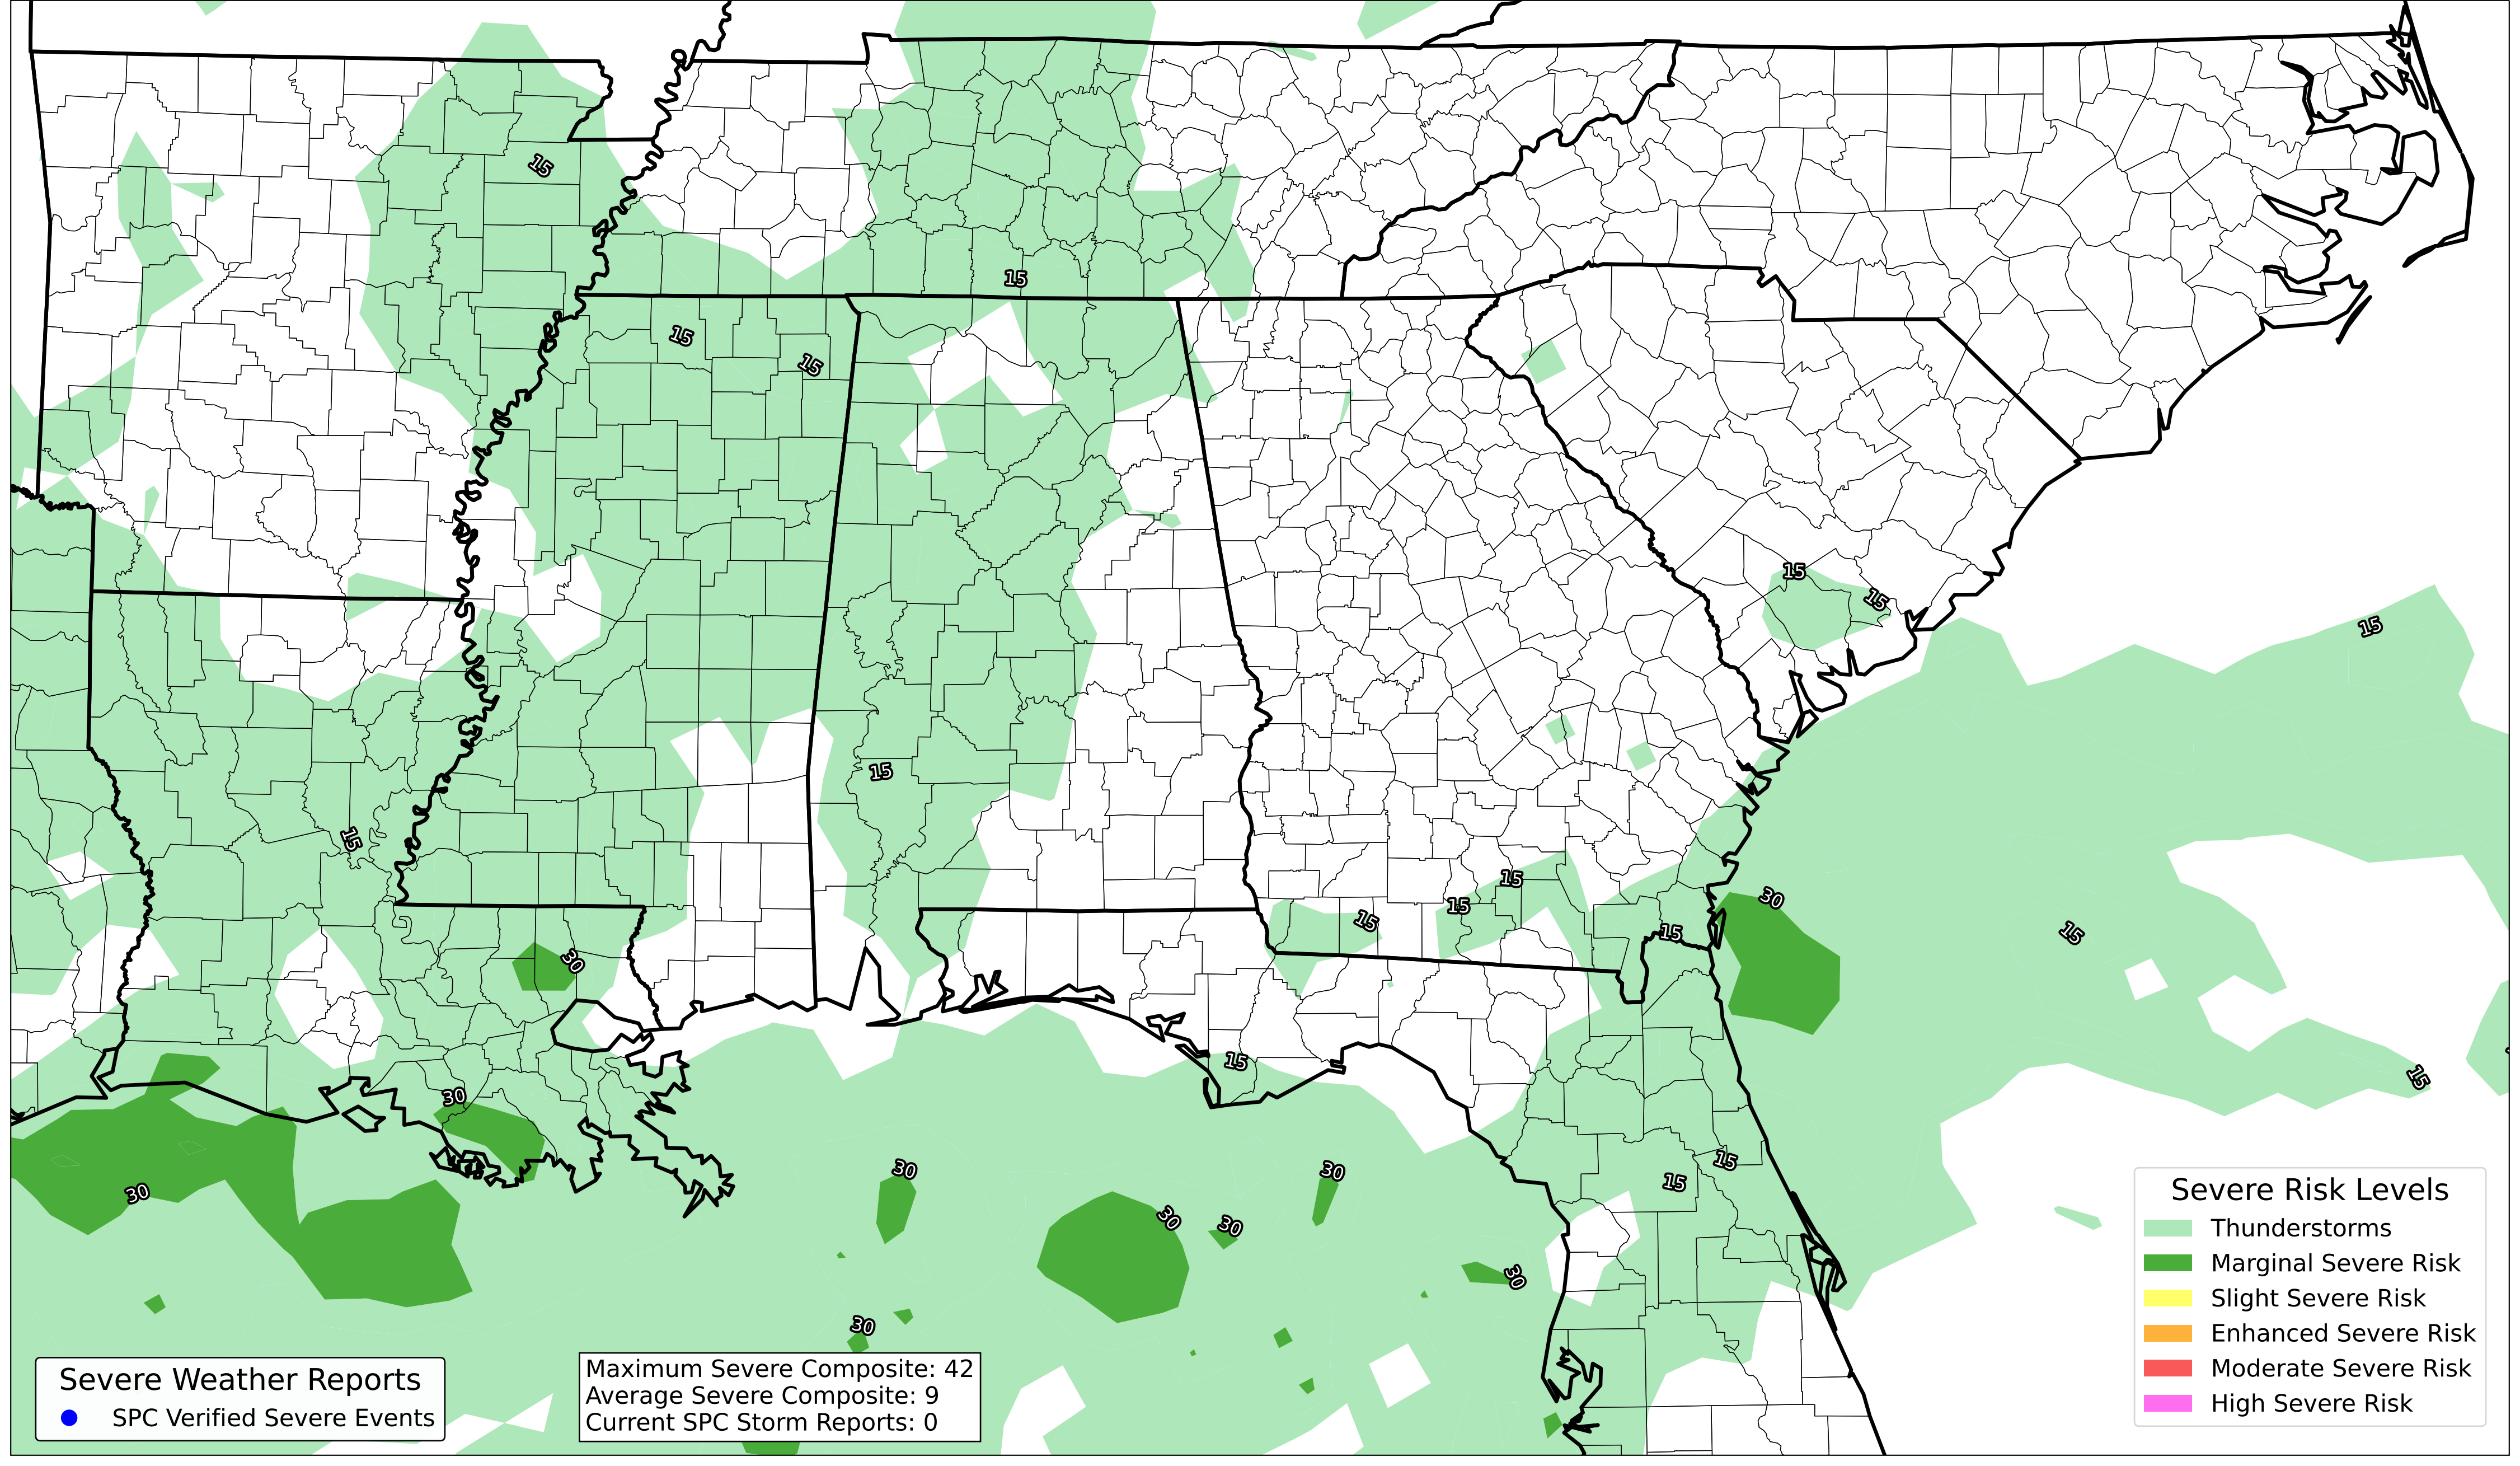 15
15
15
15
15
15
15
15
15
15
15
15
30
30
15
15
15
30
15
30
30
30
30
30
15
15
30
30
Severe Weather Reports
SPC Verified Severe Events
Maximum Severe Composite: 42
Average Severe Composite: 9
Current SPC Storm Reports: 0
Severe Risk Levels
Thunderstorms
Marginal Severe Risk
Slight Severe Risk
Enhanced Severe Risk
Moderate Severe Risk
High Severe Risk